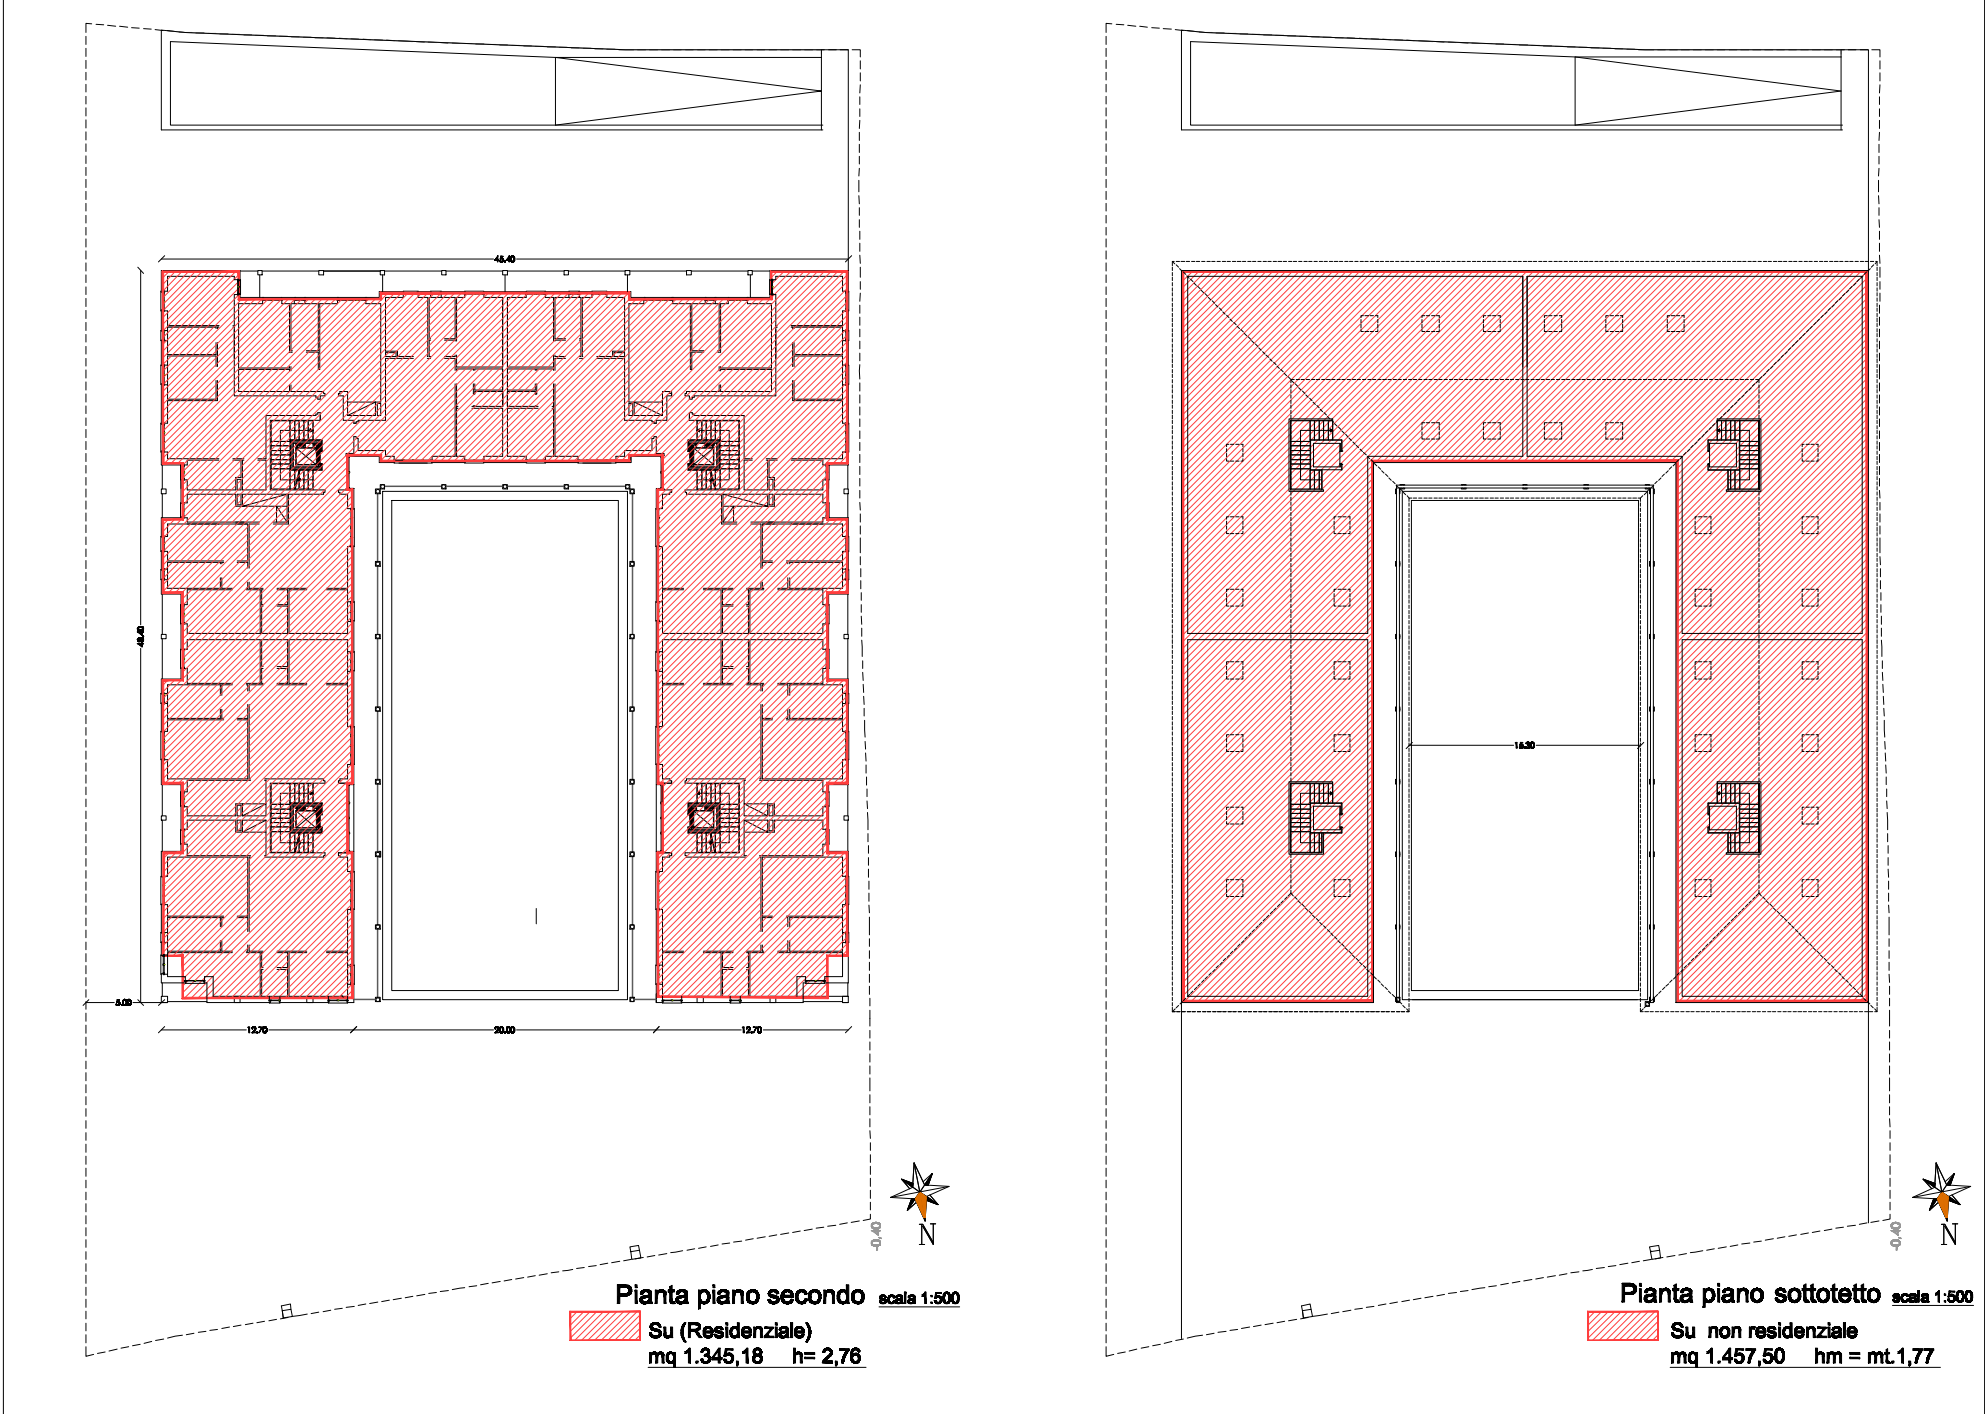 45.40
48.40
5.00
12.70
20.00
12.70
-0,40
N
Pianta piano secondo scala 1:500
Su (Residenziale)
mq 1.345,18 h= 2,76
15.30
-0,40
N
Pianta piano sottotetto scala 1:500
Su non residenziale
mq 1.457,50 hm = mt.1,77